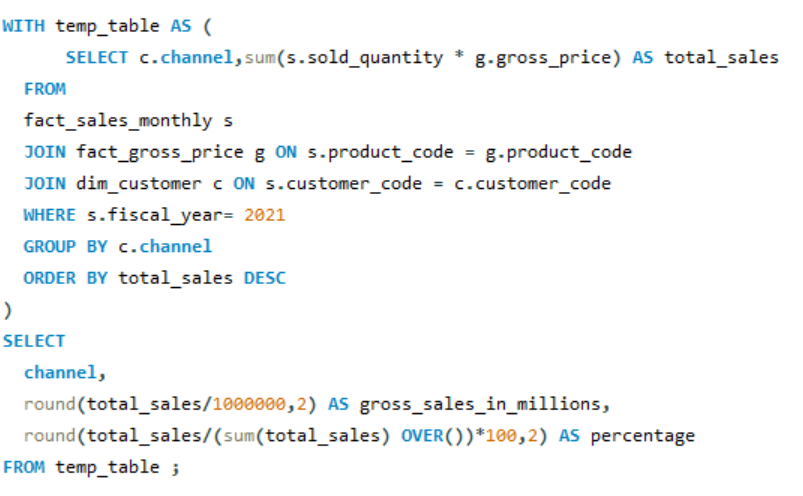 WITH temp_table AS (
SELECT c.channel,sum(s.sold_quantity * g.gross_price) AS total_sales
FROM
fact_sales_monthly s
JOIN fact_gross_price g ON s.product_code = g.product_code
JOIN dim_customer c ON s.customer_code = c.customer_code
WHERE s.fiscal_year= 2021
GROUP BY c.channel
ORDER BY total_sales DESC
)
SELECT
channel,
round(total_sales/1000000,2) AS gross_sales_in_millions,
round(total_sales/(sum(total_sales) OVER())*100,2) AS percentage
FROM temp_table ;